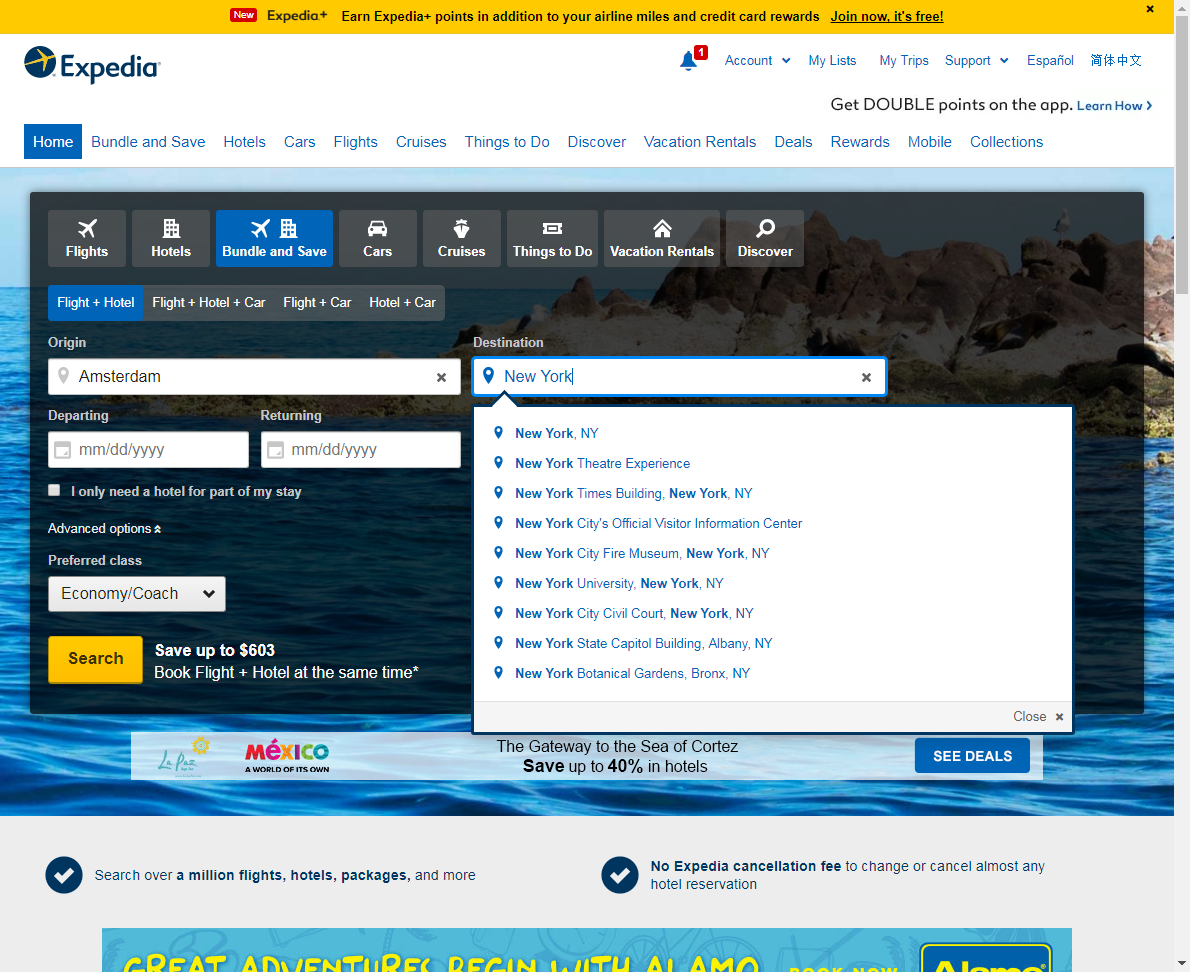 New Expedia+ Earn Expedia+ points in addition to your airline miles and credit card rewards Join now, it's free!
Expedia
1 Account My Lists My Trips Support Español 简体中文
Get DOUBLE points on the app. Learn How
Home Bundle and Save Hotels Cars Flights Cruises Things to Do Discover Vacation Rentals Deals Rewards Mobile Collections
Flights Hotels Bundle and Save Cars Cruises Things to Do Vacation Rentals Discover
Flight + Hotel Flight + Hotel + Car Flight + Car Hotel + Car
Origin Destination
Amsterdam New York
Departing Returning
mm/dd/yyyy mm/dd/yyyy
I only need a hotel for part of my stay
Advanced options
Preferred class
Economy/Coach
Search
Save up to $603
Book Flight + Hotel at the same time*
New York, NY
New York Theatre Experience
New York Times Building, New York, NY
New York City's Official Visitor Information Center
New York City Fire Museum, New York, NY
New York University, New York, NY
New York City Civil Court, New York, NY
New York State Capitol Building, Albany, NY
New York Botanical Gardens, Bronx, NY
Close
La Paz
MÉXICO
A WORLD OF ITS OWN
The Gateway to the Sea of Cortez
Save up to 40% in hotels
SEE DEALS
Search over a million flights, hotels, packages, and more
No Expedia cancellation fee to change or cancel almost any
hotel reservation
GREAT ADVENTURES BEGIN WITH ALAMO BOOK NOW Alamo